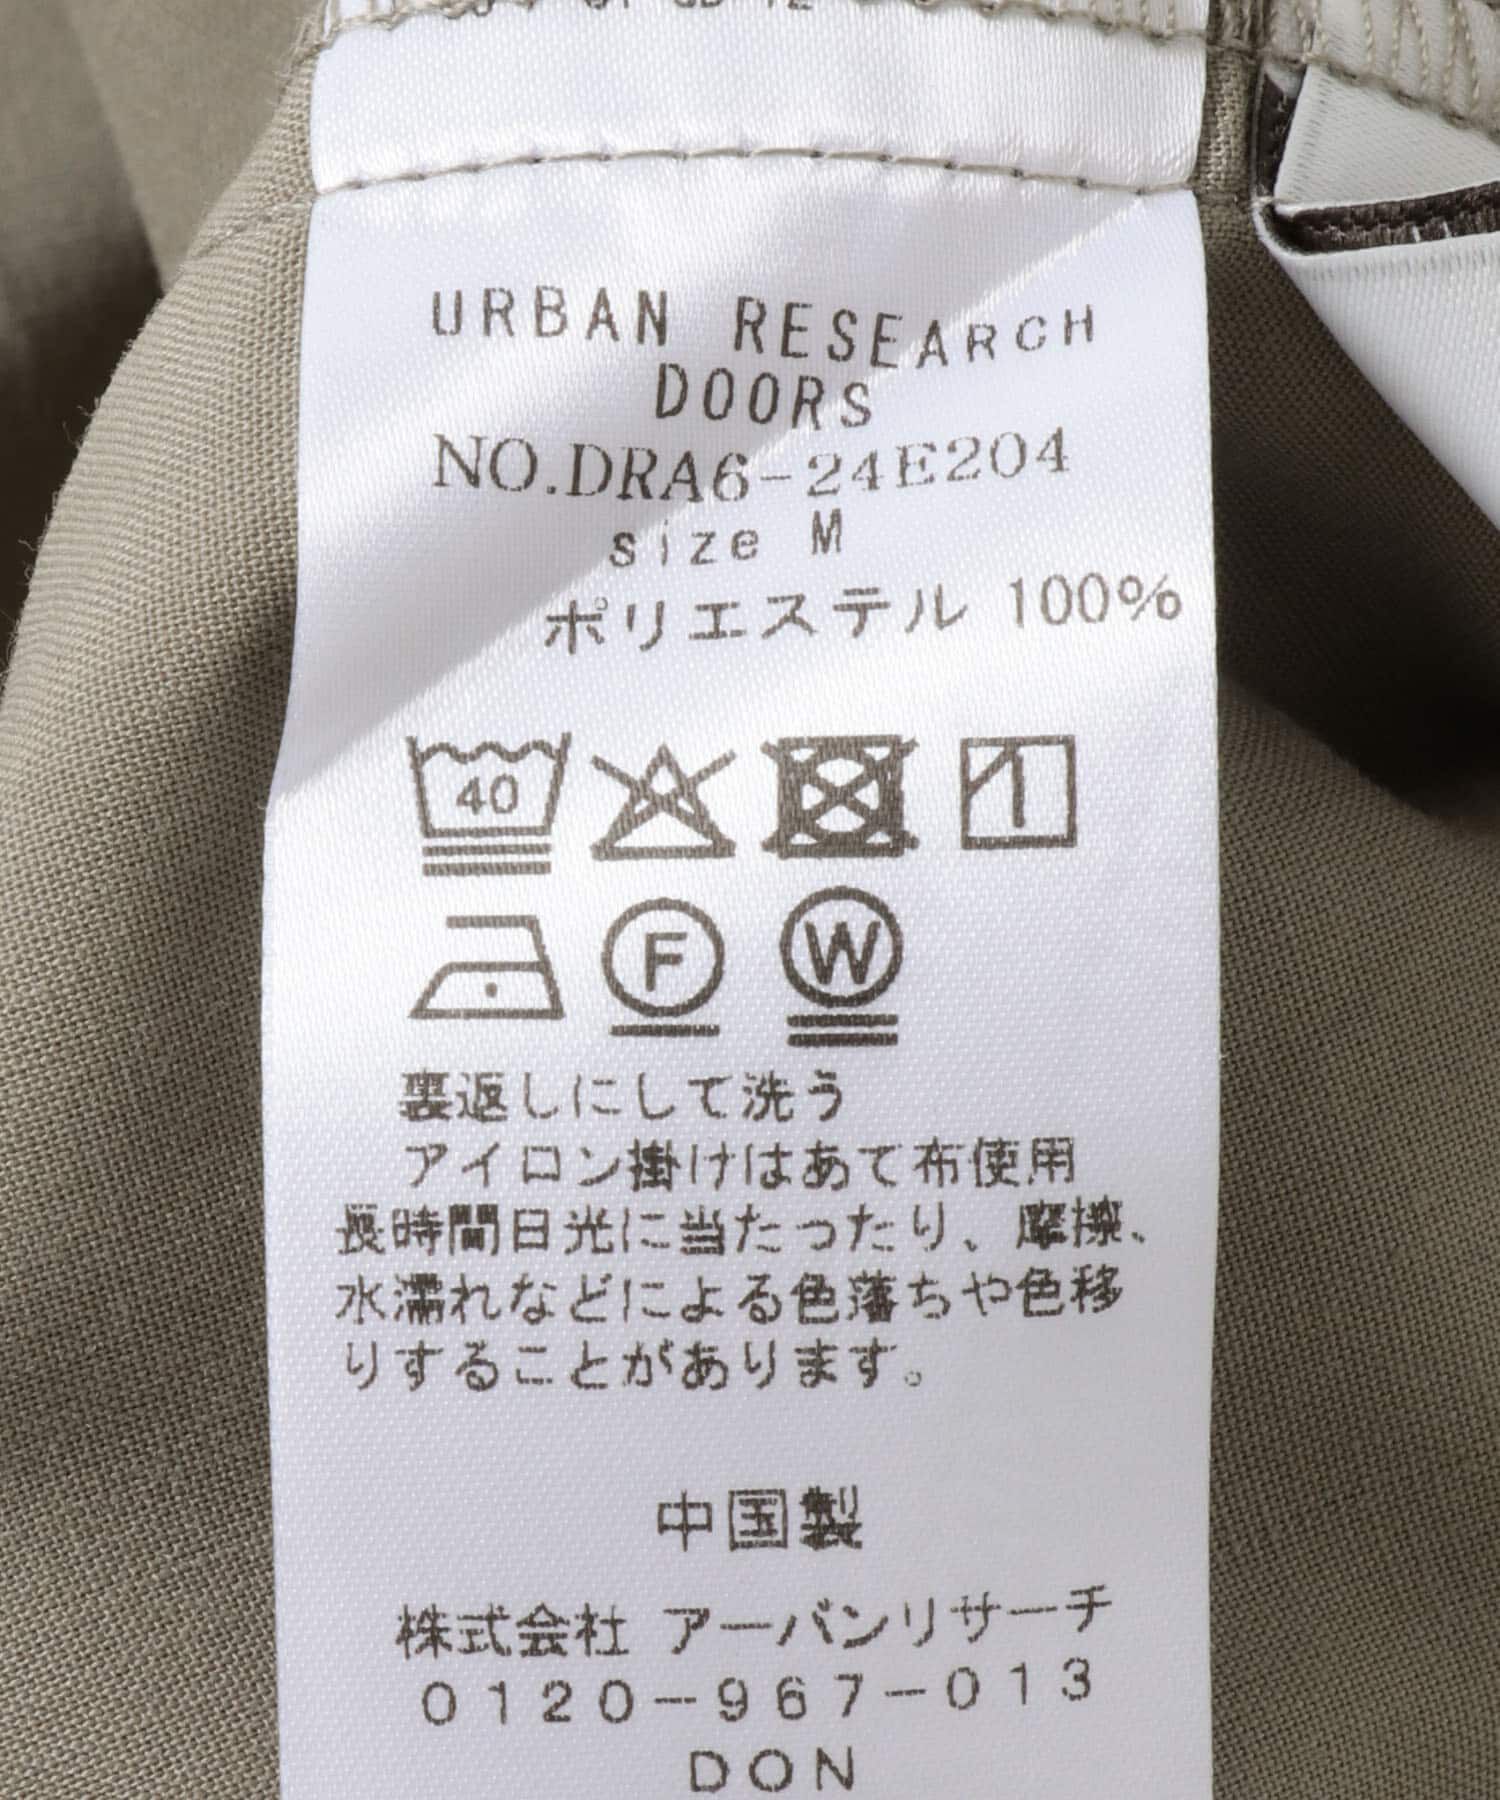 URBAN RESEARCH
DOORS
NO.DRA6-24E204
size M
ポリエステル 100%
40
F
W
裏返しにして洗う
アイロン掛けはあて布使用
長時間日光に当たったり、摩擦、
水濡れなどによる色落ちや色移
りすることがあります。
中国製
株式会社 アーバンリサーチ
0120-967-013
DON